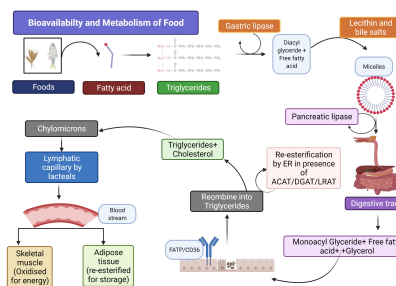 Bioavailabilty and Metabolism of Food
Gastric lipase
Lecithin and
bile salts
Diacyl
glyceride +
Free fatty
acid
Micelles
Foods
Fatty acid
Triglycerides
Pancreatic lipase
Chylomicrons
Triglycerides+
Cholesterol
Re-esterification
by ER in presence
of
ACAT/DGAT/LRAT
Lymphatic
capillary by
lacteals
Reombine into
Triglycerides
Digestive trac
Blood
stream
FATP/CD36
Monoacyl Glyceride+ Free fat
acid+ +Glycerol
Skeletal
muscle
(Oxidised
for energy)
Adipose
tissue
(re-esterified
for storage)